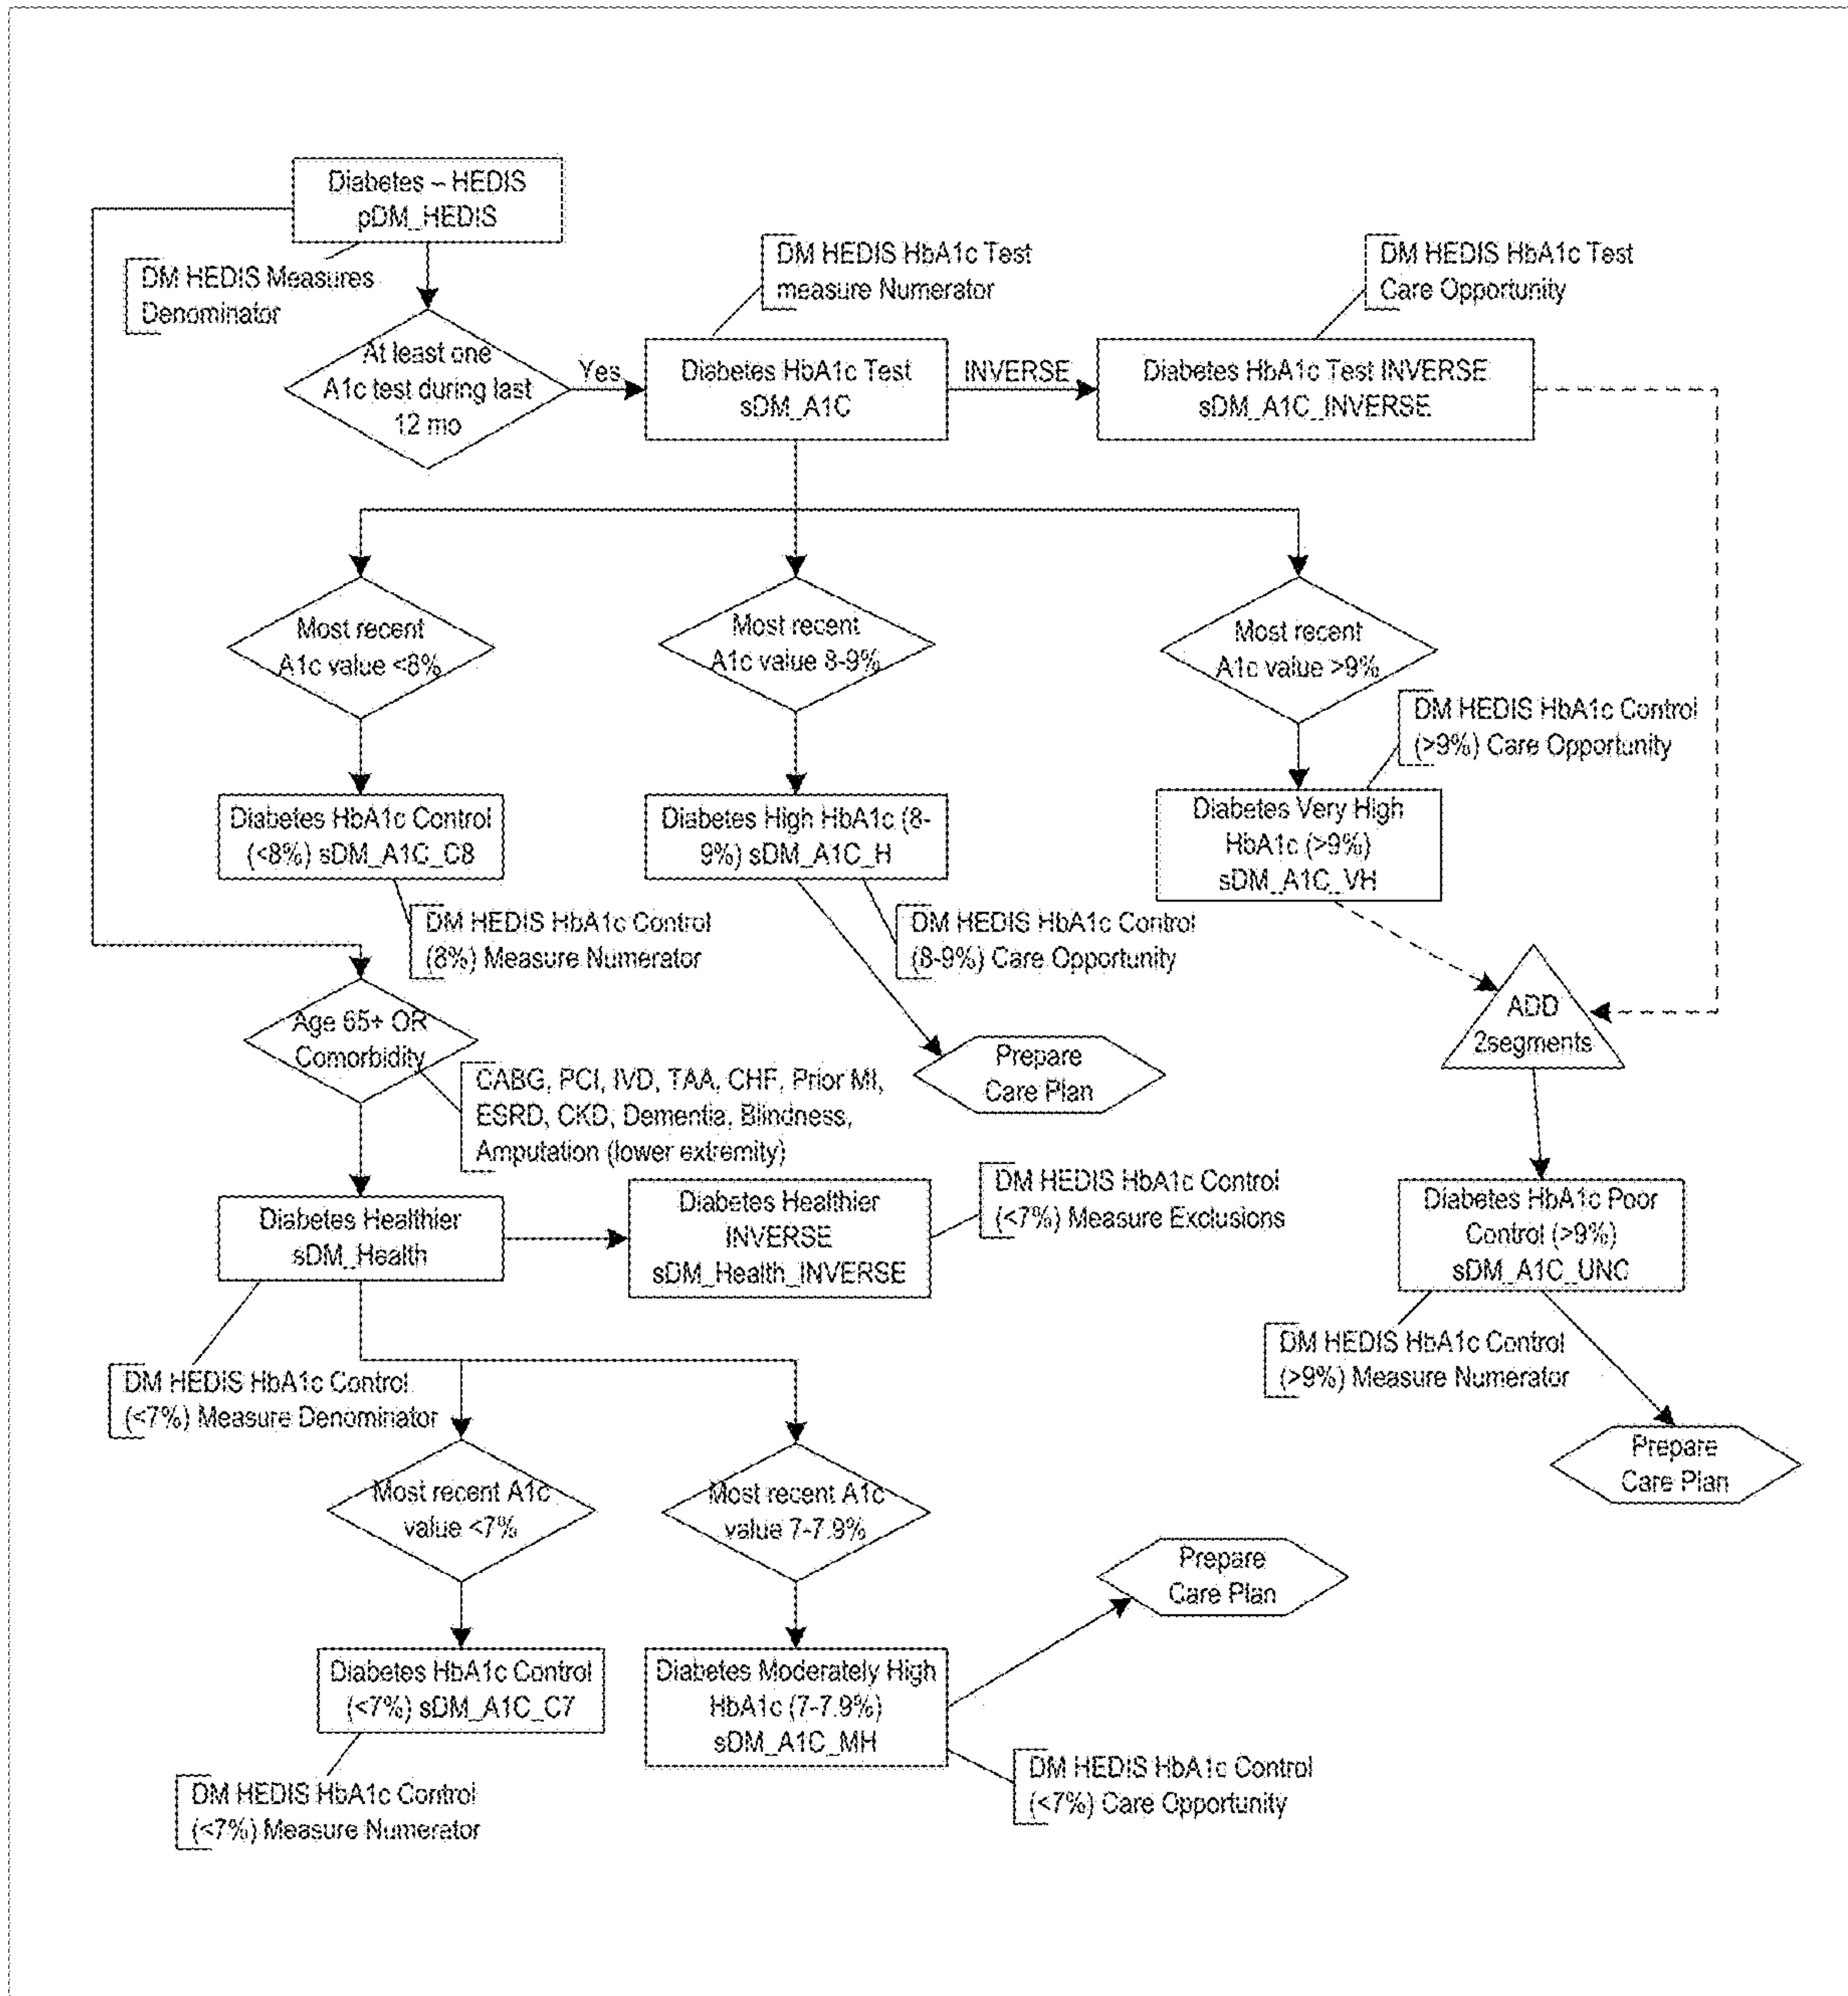 Diabetes – HEDIS
pDM_HEDIS
DM HEDIS Measures
Denominator
At least one
A1c test during last
12 mo
Yes
DM HEDIS HbA1c Test
measure Numerator
Diabetes HbA1c Test
sDM_A1C
INVERSE
DM HEDIS HbA1c Test
Care Opportunity
Diabetes HbA1c Test INVERSE
sDM_A1C_INVERSE
Most recent
A1c value <8%
Most recent
A1c value 8-9%
Most recent
A1c value >9%
DM HEDIS HbA1c Control
(>9%) Care Opportunity
Diabetes HbA1c Control
(<8%) sDM_A1C_C8
Diabetes High HbA1c (8-
9%) sDM_A1C_H
Diabetes Very High
HbA1c (>9%)
sDM_A1C_VH
DM HEDIS HbA1c Control
(8%) Measure Numerator
DM HEDIS HbA1c Control
(8-9%) Care Opportunity
ADD
2segments
Age 65+ OR
Comorbidity
Prepare
Care Plan
CABG, PCI, IVD, TAA, CHF, Prior MI,
ESRD, CKD, Dementia, Blindness,
Amputation (lower extremity)
Diabetes Healthier
sDM_Health
Diabetes Healthier
INVERSE
sDM_Health_INVERSE
DM HEDIS HbA1c Control
(<7%) Measure Exclusions
Diabetes HbA1c Poor
Control (>9%)
sDM_A1C_UNC
DM HEDIS HbA1c Control
(>9%) Measure Numerator
DM HEDIS HbA1c Control
(<7%) Measure Denominator
Prepare
Care Plan
Most recent A1c
value <7%
Most recent A1c
value 7-7.9%
Prepare
Care Plan
Diabetes HbA1c Control
(<7%) sDM_A1C_C7
Diabetes Moderately High
HbA1c (7-7.9%)
sDM_A1C_MH
DM HEDIS HbA1c Control
(<7%) Measure Numerator
DM HEDIS HbA1c Control
(<7%) Care Opportunity